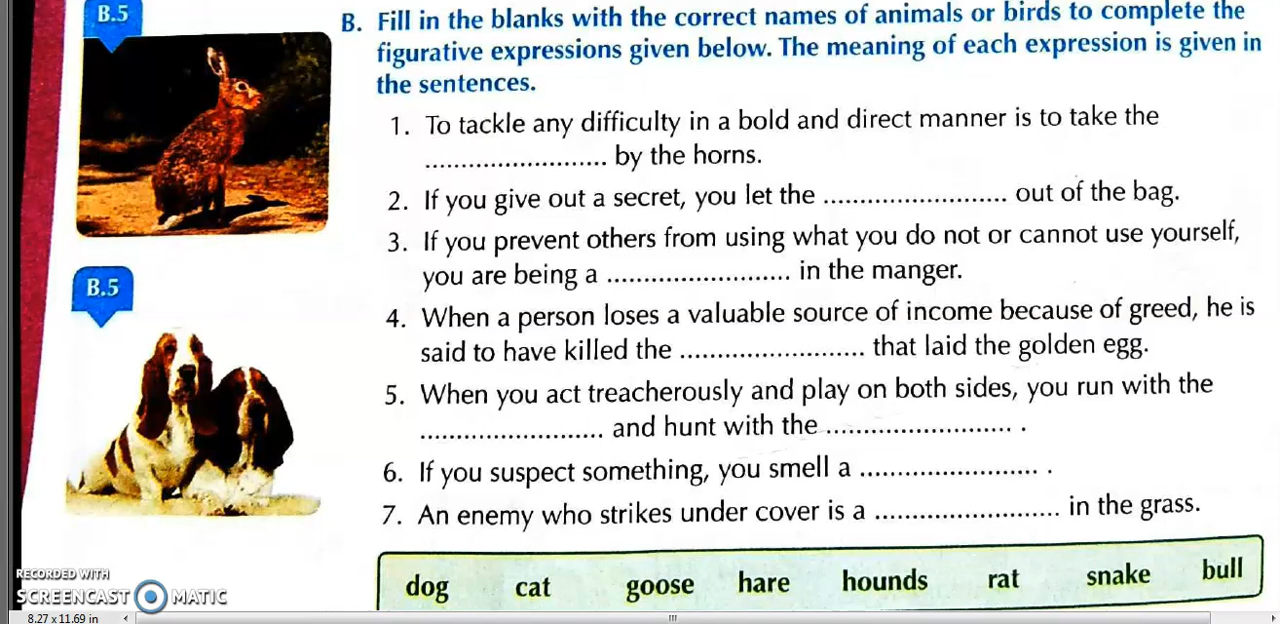 B.5
B. Fill in the blanks with the correct names of animals or birds to complete the
figurative expressions given below. The meaning of each expression is given in
the sentences.
1. To tackle any difficulty in a bold and direct manner is to take the
......................... by the horns.
2. If you give out a secret, you let the ......................... out of the bag.
3. If you prevent others from using what you do not or cannot use yourself,
you are being a ......................... in the manger.
B.5
4. When a person loses a valuable source of income because of greed, he is
said to have killed the ......................... that laid the golden egg.
5. When you act treacherously and play on both sides, you run with the
......................... and hunt with the ......................... .
6. If you suspect something, you smell a ......................... .
7. An enemy who strikes under cover is a ......................... in the grass.
dog cat goose hare hounds rat snake bull
RECORDED WITH
SCREENCAST MATIC
8.27 x 11.69 in